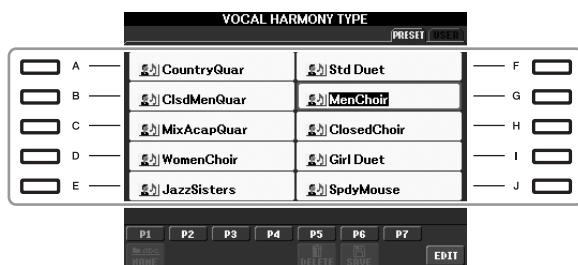 VOCAL HARMONY TYPE
PRESET USER
A CountryQuar Std Duet F
B ClsdMenQuar MenChoir G
C MixAcapQuar ClosedChoir H
D WomenChoir Girl Duet I
E JazzSisters SpdyMouse J
P1 P2 P3 P4 P5 P6 P7
NAME DELETE SAVE EDIT